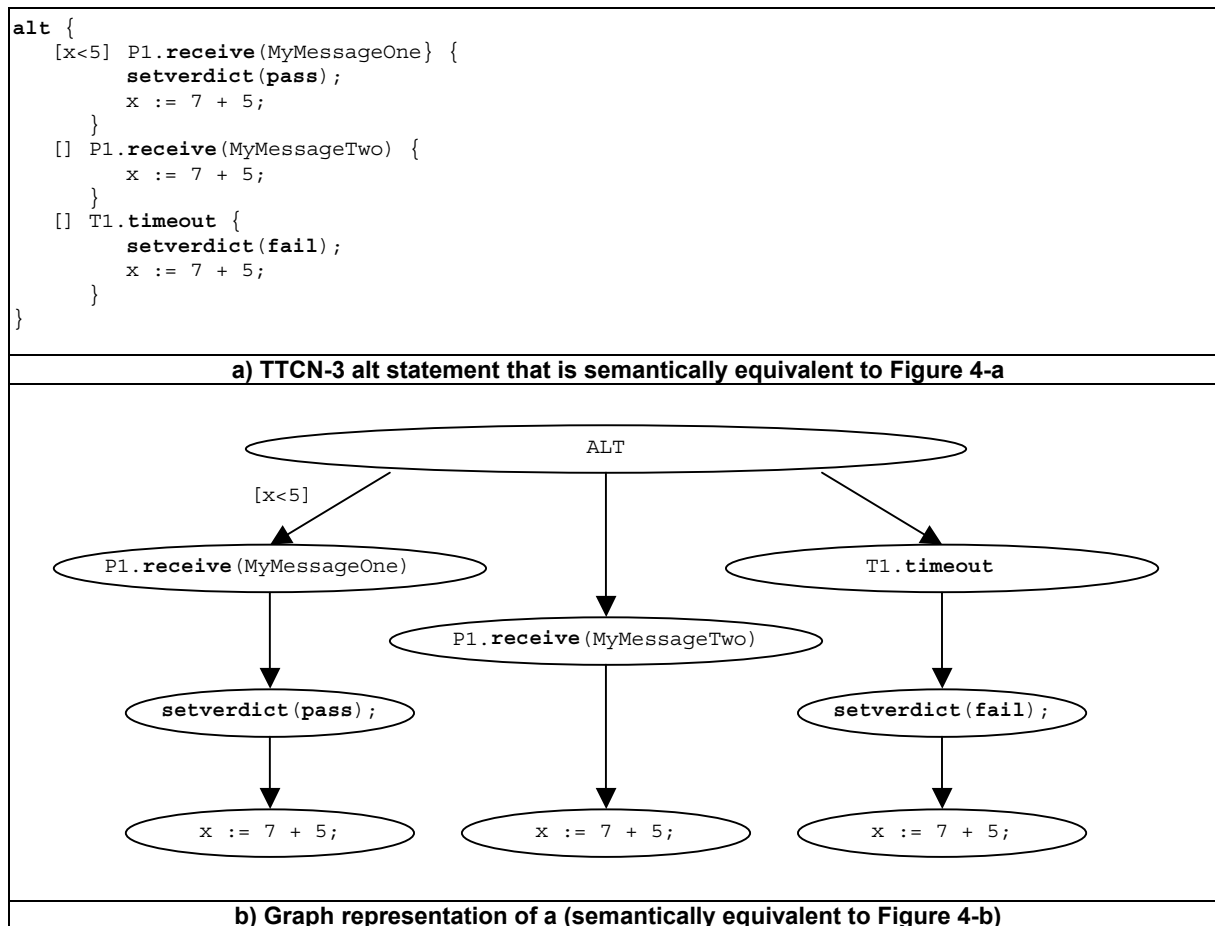 alt {
[x<5] P1.receive(MyMessageOne} {
setverdict(pass);
x := 7 + 5;
}
[] P1.receive(MyMessageTwo) {
x := 7 + 5;
}
[] T1.timeout {
setverdict(fail);
x := 7 + 5;
}
}
a) TTCN-3 alt statement that is semantically equivalent to Figure 4-a
ALT
[x<5]
P1.receive(MyMessageOne)
T1.timeout
P1.receive(MyMessageTwo)
setverdict(pass);
setverdict(fail);
x := 7 + 5;
x := 7 + 5;
x := 7 + 5;
b) Graph representation of a (semantically equivalent to Figure 4-b)